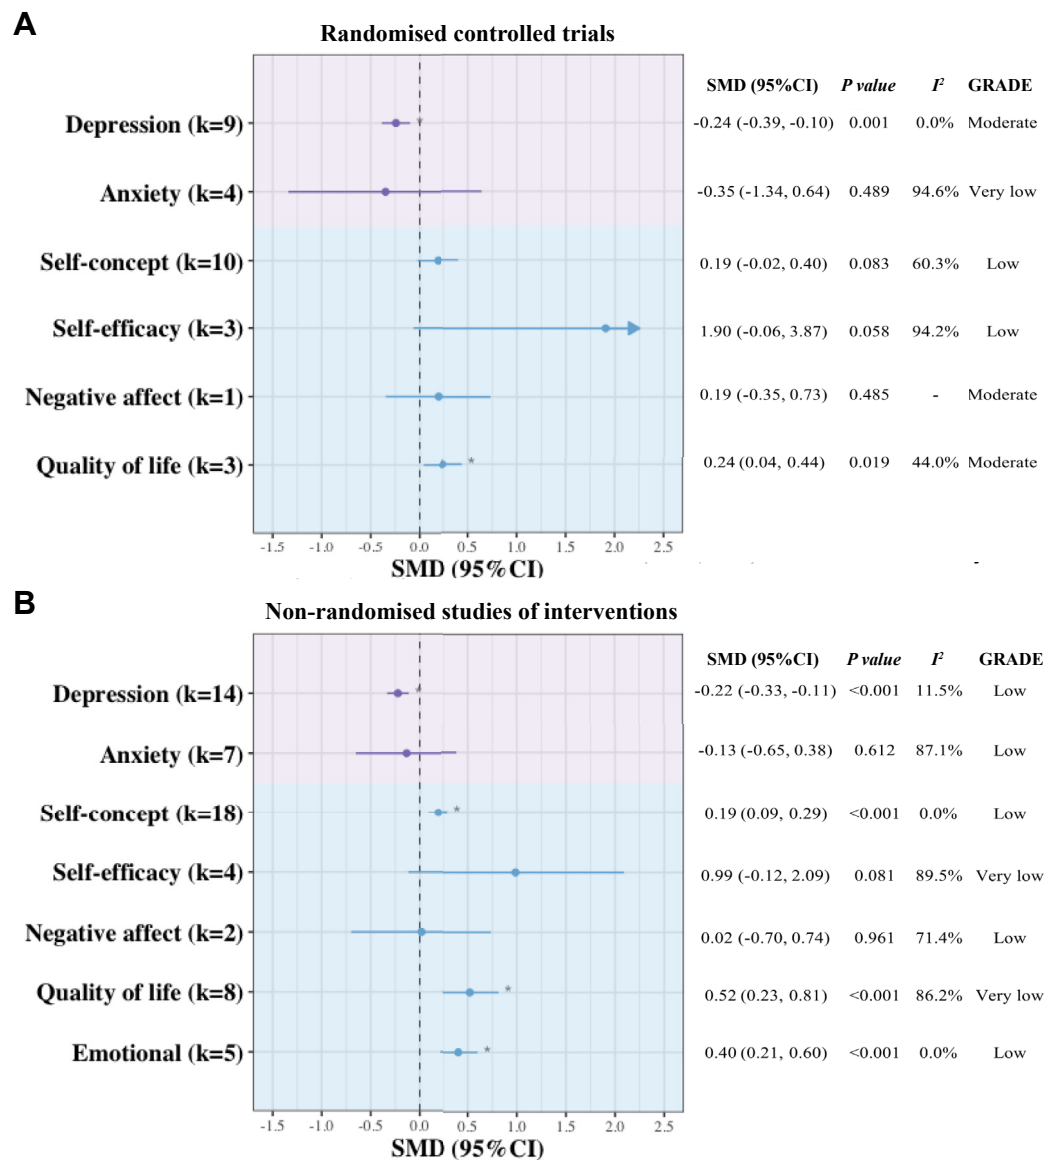 A
Randomised controlled trials
SMD (95%CI) P value I² GRADE
Depression (k=9) * -0.24 (-0.39, -0.10) 0.001 0.0% Moderate
Anxiety (k=4) -0.35 (-1.34, 0.64) 0.489 94.6% Very low
Self-concept (k=10) 0.19 (-0.02, 0.40) 0.083 60.3% Low
Self-efficacy (k=3) 1.90 (-0.06, 3.87) 0.058 94.2% Low
Negative affect (k=1) 0.19 (-0.35, 0.73) 0.485 - Moderate
Quality of life (k=3) * 0.24 (0.04, 0.44) 0.019 44.0% Moderate
-1.5 -1.0 -0.5 0.0 0.5 1.0 1.5 2.0 2.5
SMD (95%CI)
B
Non-randomised studies of interventions
SMD (95%CI) P value I² GRADE
Depression (k=14) * -0.22 (-0.33, -0.11) <0.001 11.5% Low
Anxiety (k=7) -0.13 (-0.65, 0.38) 0.612 87.1% Low
Self-concept (k=18) * 0.19 (0.09, 0.29) <0.001 0.0% Low
Self-efficacy (k=4) 0.99 (-0.12, 2.09) 0.081 89.5% Very low
Negative affect (k=2) 0.02 (-0.70, 0.74) 0.961 71.4% Low
Quality of life (k=8) * 0.52 (0.23, 0.81) <0.001 86.2% Very low
Emotional (k=5) * 0.40 (0.21, 0.60) <0.001 0.0% Low
-1.5 -1.0 -0.5 0.0 0.5 1.0 1.5 2.0 2.5
SMD (95%CI)